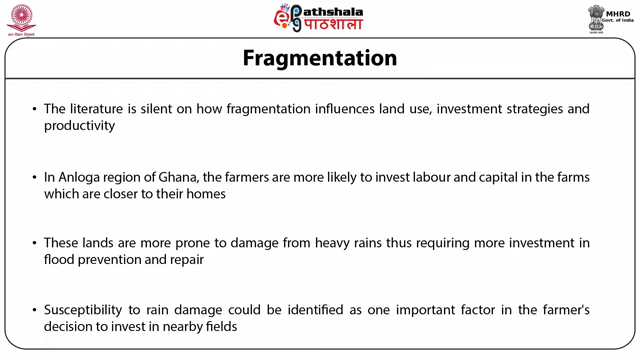 ePathshala
पाठशाला
MHRD
Govt. of India
Fragmentation
• The literature is silent on how fragmentation influences land use, investment strategies and
productivity
• In Anloga region of Ghana, the farmers are more likely to invest labour and capital in the farms
which are closer to their homes
• These lands are more prone to damage from heavy rains thus requiring more investment in
flood prevention and repair
• Susceptibility to rain damage could be identified as one important factor in the farmer's
decision to invest in nearby fields